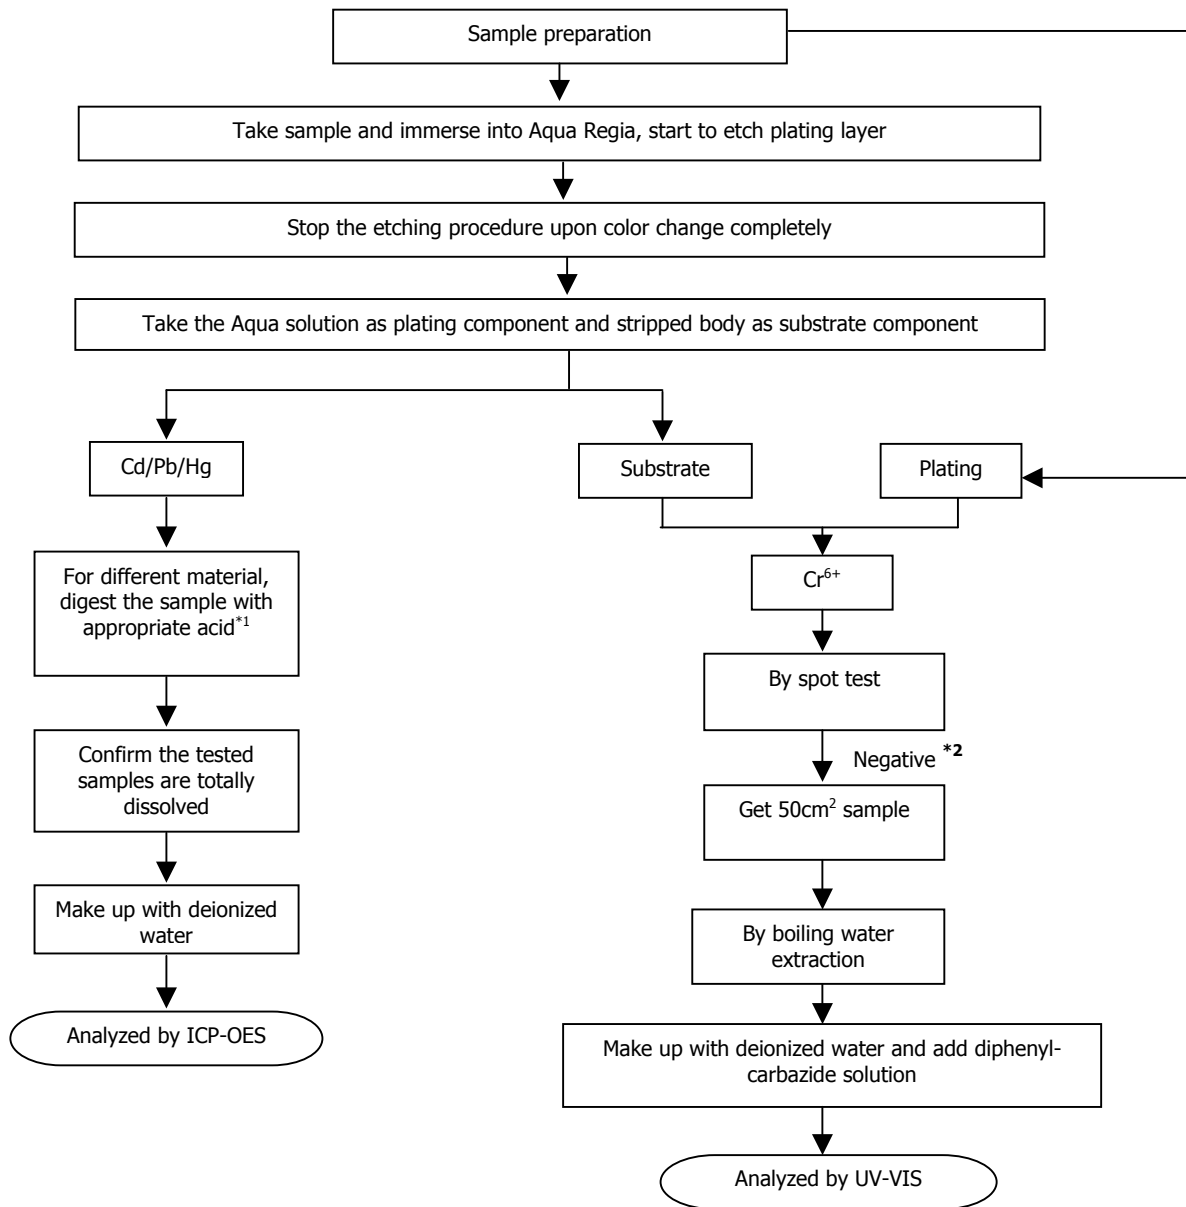 Sample preparation
Take sample and immerse into Aqua Regia, start to etch plating layer
Stop the etching procedure upon color change completely
Take the Aqua solution as plating component and stripped body as substrate component
Cd/Pb/Hg
Substrate
Plating
For different material,
digest the sample with
appropriate acid*1
Cr6+
By spot test
Confirm the tested
samples are totally
dissolved
Negative *2
Get 50cm2 sample
Make up with deionized
water
By boiling water
extraction
Analyzed by ICP-OES
Make up with deionized water and add diphenyl-
carbazide solution
Analyzed by UV-VIS